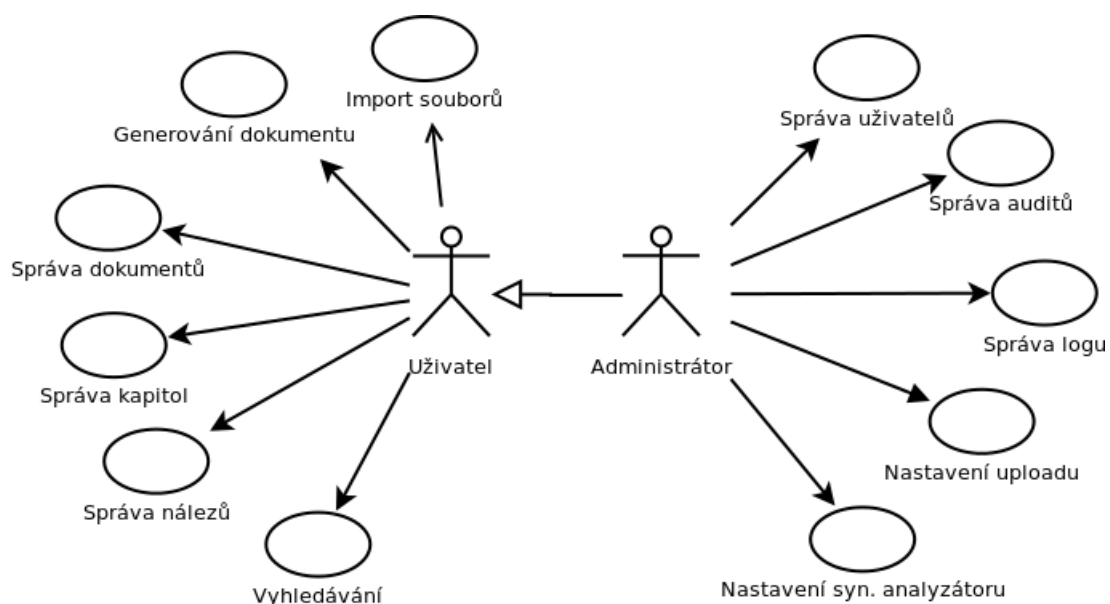 Import souborů
Generování dokumentu
Správa uživatelů
Správa auditů
Správa dokumentů
Správa logu
Uživatel
Administrátor
Správa kapitol
Nastavení uploadu
Správa nálezů
Vyhledávání
Nastavení syn. analyzátoru